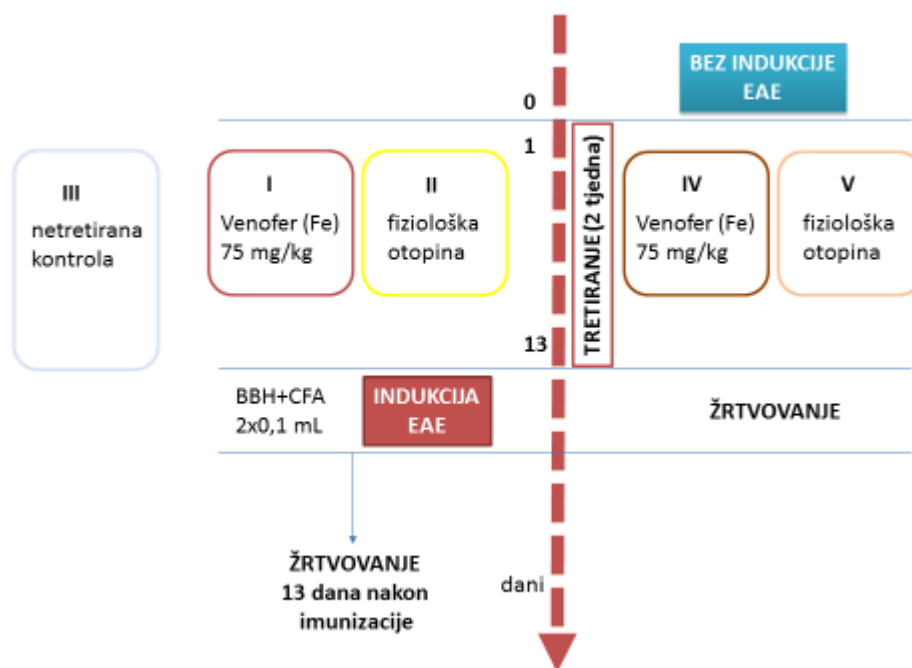 BEZ INDUKCIJE
EAE
0
1
III
netretirana
kontrola
I
Venofer (Fe)
75 mg/kg
II
fiziološka
otopina
TRETIRANJE (2 tjedna)
IV
Venofer (Fe)
75 mg/kg
V
fiziološka
otopina
13
BBH+CFA
2x0,1 mL
INDUKCIJA
EAE
ŽRTVOVANJE
ŽRTVOVANJE
13 dana nakon
imunizacije
dani